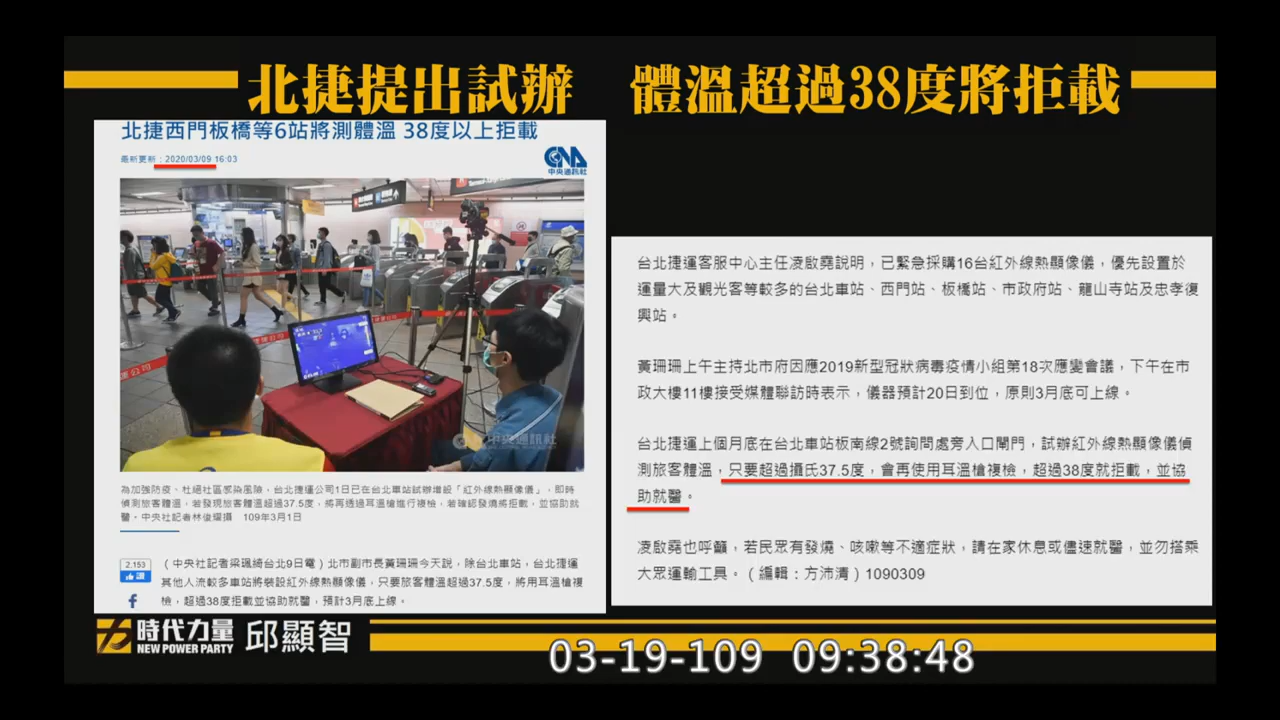 北捷提出試辦 體溫超過38度將拒載
北捷西門板橋等6站將測體溫 38度以上拒載
最新更新：2020/03/09 16:03
CNA
中央通訊社
中央通訊社
為加強防疫、杜絕社區感染風險，台北捷運公司1日已在台北車站試辦增設「紅外線熱顯像儀」，即時
偵測旅客體溫，若發現旅客體溫超過37.5度，將再透過耳溫槍進行複檢，若確認發燒將拒載，並協助就
醫。中央社記者林俊耀攝 109年3月1日
2,153
讚
（中央社記者梁珮綺台北9日電）北市副市長黃珊珊今天說，除台北車站，台北捷運
其他人流較多車站將裝設紅外線熱顯像儀，只要旅客體溫超過37.5度，將用耳溫槍複
檢，超過38度拒載並協助就醫，預計3月底上線。
台北捷運客服中心主任凌啟堯說明，已緊急採購16台紅外線熱顯像儀，優先設置於
運量大及觀光客等較多的台北車站、西門站、板橋站、市政府站、龍山寺站及忠孝復
興站。
黃珊珊上午主持北市府因應2019新型冠狀病毒疫情小組第18次應變會議，下午在市
政大樓11樓接受媒體聯訪時表示，儀器預計20日到位，原則3月底可上線。
台北捷運上個月底在台北車站板南線2號詢問處旁入口閘門，試辦紅外線熱顯像儀偵
測旅客體溫，只要超過攝氏37.5度，會再使用耳溫槍複檢，超過38度就拒載，並協
助就醫。
凌啟堯也呼籲，若民眾有發燒、咳嗽等不適症狀，請在家休息或儘速就醫，並勿搭乘
大眾運輸工具。（編輯：方沛清）1090309
時代力量
NEW POWER PARTY
邱顯智
03-19-109 09:38:48